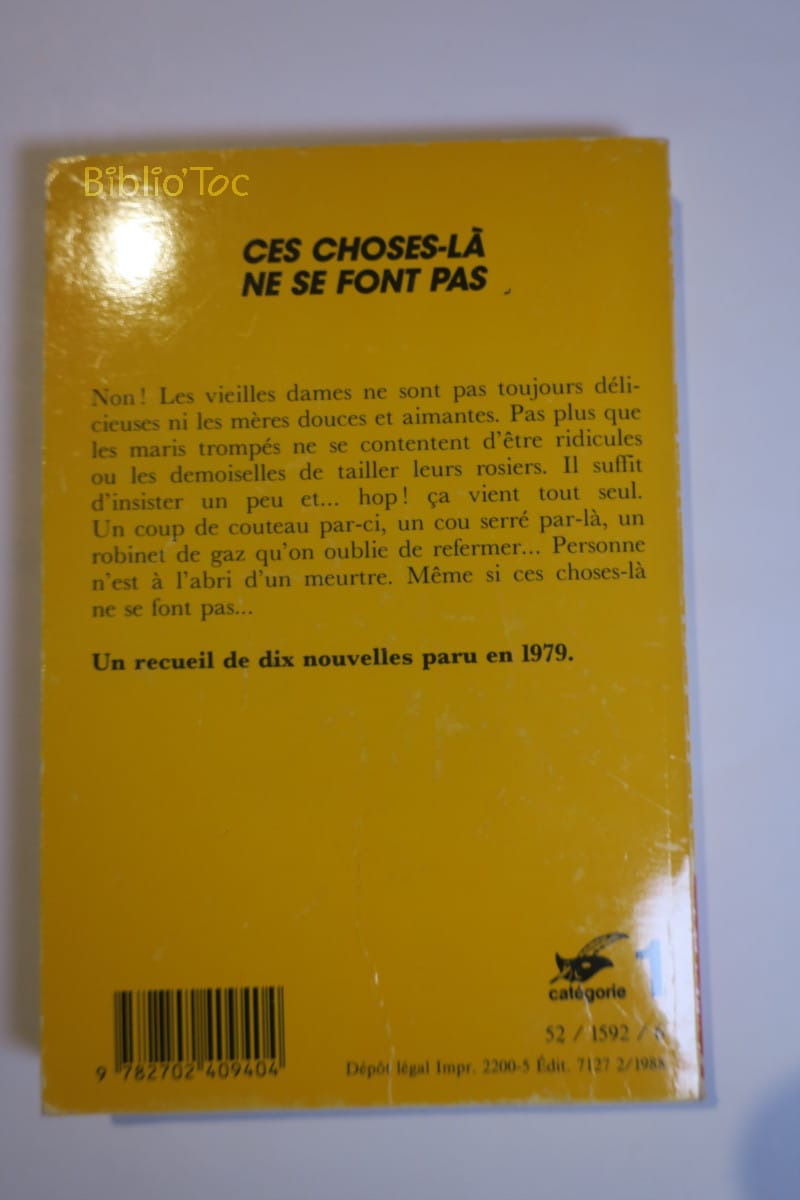 Biblio'Toc
CES CHOSES-LÀ
NE SE FONT PAS
Non! Les vieilles dames ne sont pas toujours déli-
cieuses ni les mères douces et aimantes. Pas plus que
les maris trompés ne se contentent d'être ridicules
ou les demoiselles de tailler leurs rosiers. Il suffit
d'insister un peu et... hop! ça vient tout seul.
Un coup de couteau par-ci, un cou serré par-là, un
robinet de gaz qu'on oublie de refermer... Personne
n'est à l'abri d'un meurtre. Même si ces choses-là
ne se font pas...
Un recueil de dix nouvelles paru en 1979.
1
catégorie
52 / 1592 / 6
Dépôt légal Impr. 2200-5 Édit. 7127 2/1988
9 782702 409404